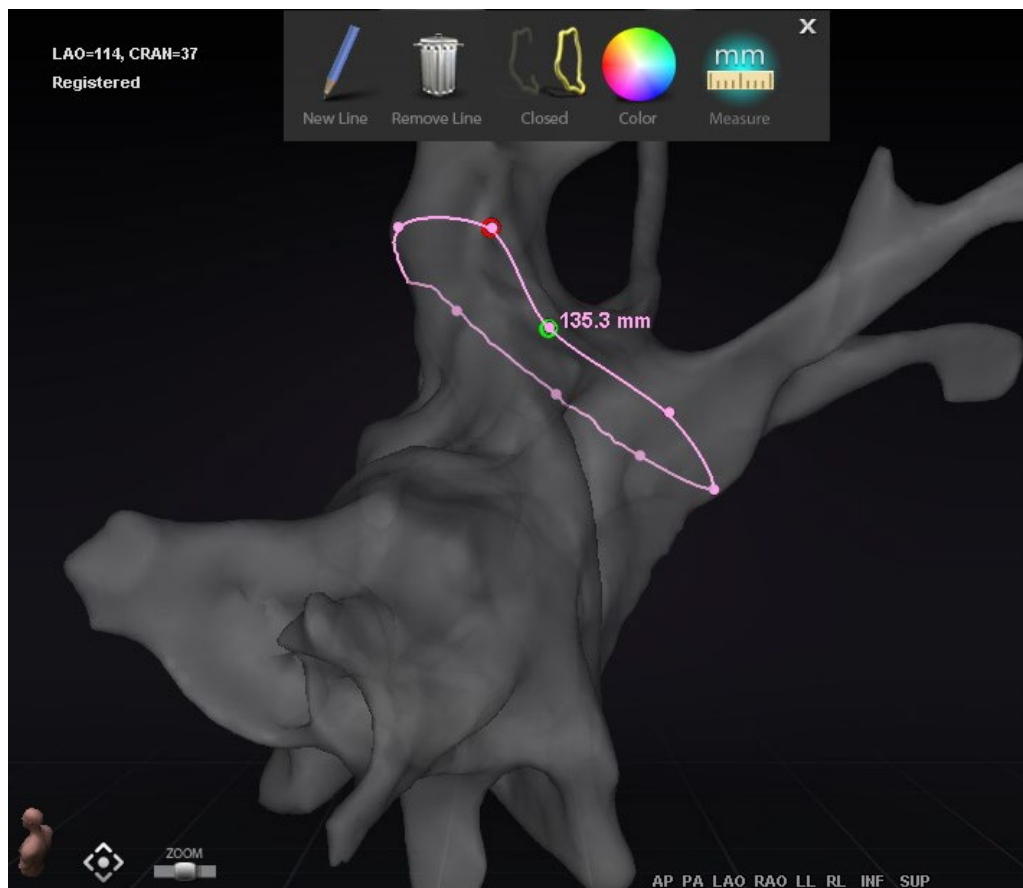 LAO=114, CRAN=37
Registered
X
mm
New Line
Remove Line
Closed
Color
Measure
135.3 mm
ZOOM
AP PA LAO RAO LL RL INF SUP